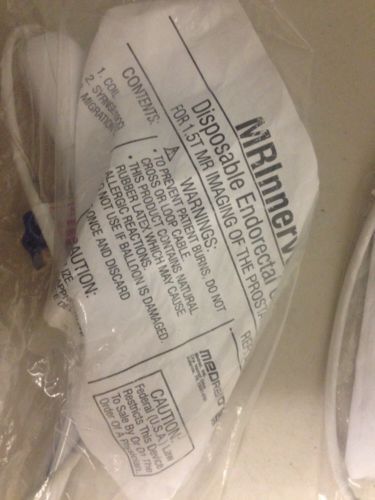 MRInnerv
Disposable Endorectal
FOR 1.5T MR IMAGING OF THE PROSTA
CONTENTS:
1. COIL
2. SYRINGE
MIGRATION
WARNINGS:
• TO PREVENT PATIENT BURNS, DO NOT
CROSS OR LOOP CABLE
• THIS PRODUCT CONTAINS NATURAL
RUBBER LATEX WHICH MAY CAUSE
ALLERGIC REACTIONS
DO NOT USE IF BALLOON IS DAMAGED.
ONCE AND DISCARD
CAUTION:
MEDRAD
CAUTION:
Federal (U.S.A.) Law
Restricts This Device
To Sale By Or On The
Order Of A Physician